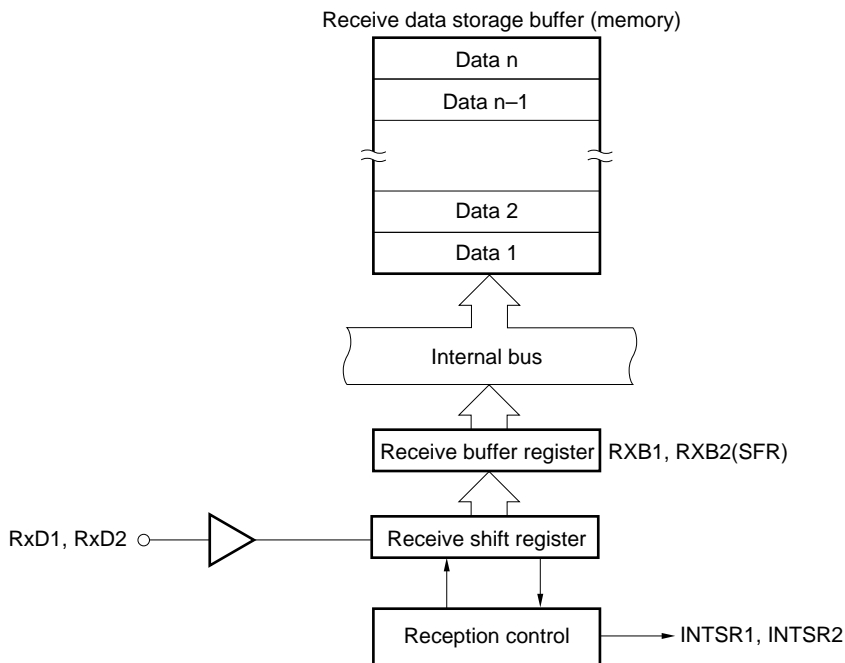 Receive data storage buffer (memory)
Data n
Data n–1
Data 2
Data 1
Internal bus
Receive buffer register
RXB1, RXB2(SFR)
RxD1, RxD2
Receive shift register
Reception control
INTSR1, INTSR2